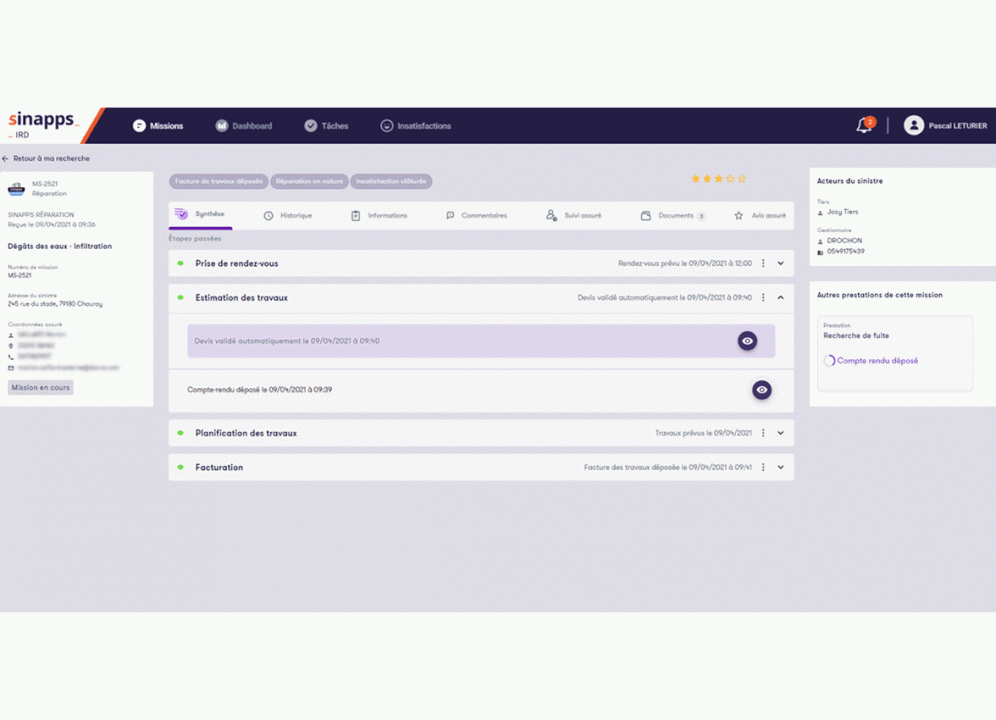 sinapps_
_ IRD
Missions
Dashboard
Tâches
Insatisfactions
2
Pascal LETURIER
Retour à ma recherche
MS-2521
Réparation
SINAPPS RÉPARATION
Reçue le 09/04/2021 à 09:36
Dégâts des eaux - Infiltration
Numéro de mission
MS-2521
Adresse du sinistre
245 rue du stade, 79180 Chauray
Coordonnées assuré
Mission en cours
Facture de travaux déposée
Réparation en nature
Insatisfaction clôturée
Synthèse
Historique
Informations
Commentaires
Suivi assuré
Documents
Avis assuré
Étapes passées
Prise de rendez-vous
Rendez-vous prévu le 09/04/2021 à 12:00
Estimation des travaux
Devis validé automatiquement le 09/04/2021 à 09:40
Devis validé automatiquement le 09/04/2021 à 09:40
Compte-rendu déposé le 09/04/2021 à 09:39
Planification des travaux
Travaux prévus le 09/04/2021
Facturation
Facture des travaux déposée le 09/04/2021 à 09:41
Acteurs du sinistre
Tiers
Josy Tiers
Gestionnaire
DROCHON
0549175439
Autres prestations de cette mission
Prestation
Recherche de fuite
Compte rendu déposé